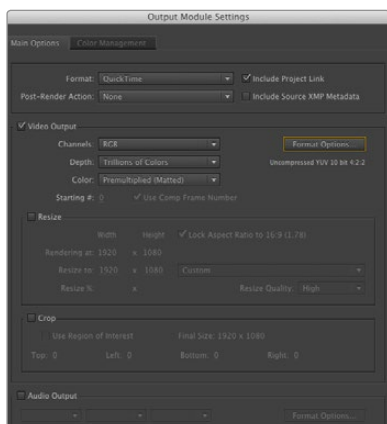 Output Module Settings
Main Options Color Management
Format: QuickTime Include Project Link
Post-Render Action: None Include Source XMP Metadata
Video Output
Channels: RGB Format Options...
Depth: Trillions of Colors Uncompressed YUV 10 bit 4:2:2
Color: Premultiplied (Matted)
Starting #: 0 Use Comp Frame Number
Resize
Width Height Lock Aspect Ratio to 16:9 (1.78)
Rendering at: 1920 x 1080
Resize to: 1920 x 1080 Custom
Resize %: x Resize Quality: High
Crop
Use Region of Interest Final Size: 1920 x 1080
Top: 0 Left: 0 Bottom: 0 Right: 0
Audio Output
Format Options...